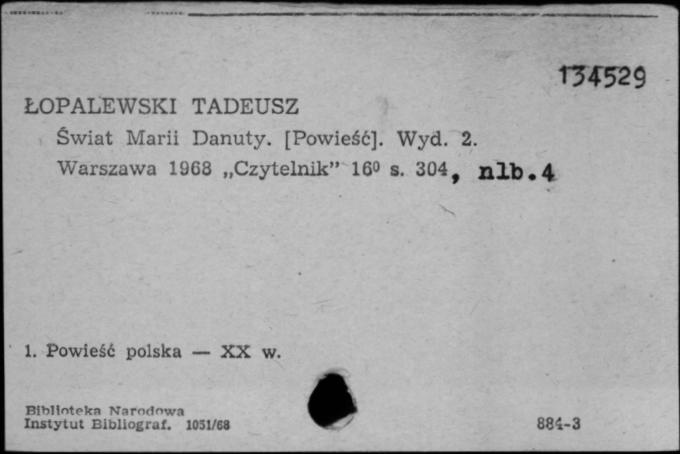 134529
ŁOPALEWSKI TADEUSZ
Świat Marii Danuty. [Powieść]. Wyd. 2.
Warszawa 1968 „Czytelnik” 16⁰ s. 304, nlb.4
1. Powieść polska — XX w.
Biblioteka Narodowa
Instytut Bibliograf. 1051/68
884-3